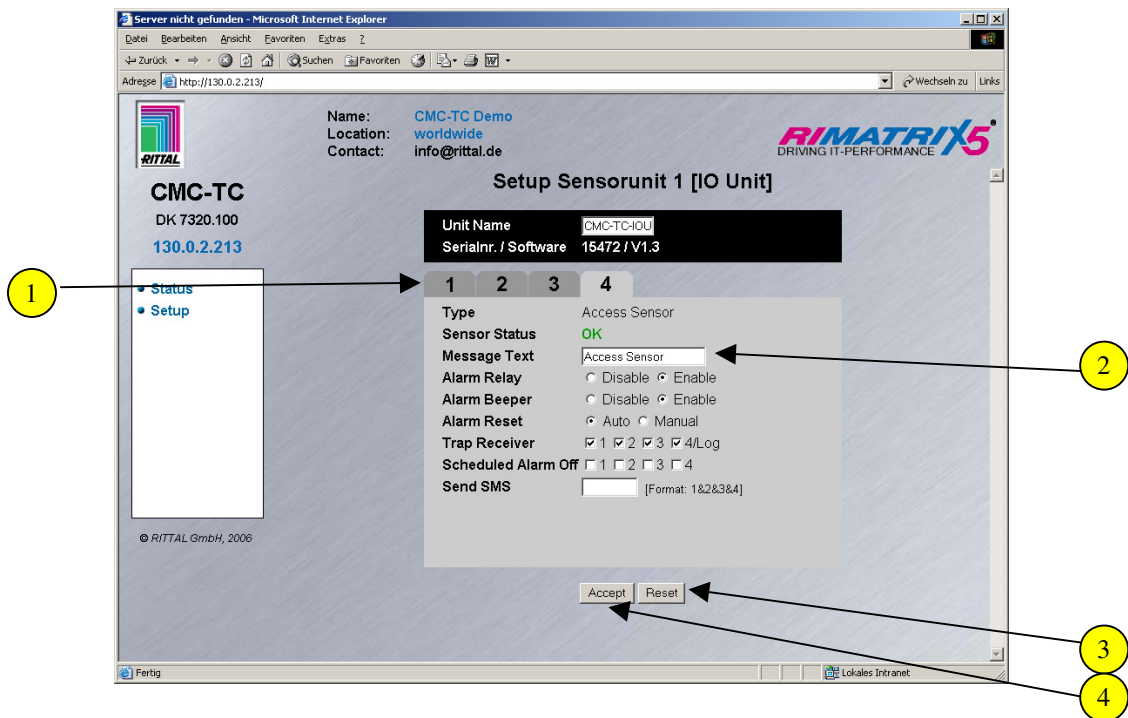 Server nicht gefunden - Microsoft Internet Explorer
Datei Bearbeiten Ansicht Favoriten Extras ?
Zurück Suchen Favoriten
Adresse http://130.0.2.213/ Wechseln zu Links
RITTAL
Name: CMC-TC Demo
Location: worldwide
Contact: info@rittal.de
RIMATRIX5
DRIVING IT-PERFORMANCE
CMC-TC
DK 7320.100
130.0.2.213
Status
Setup
© RITTAL GmbH, 2006
Setup Sensorunit 1 [IO Unit]
Unit Name CMC-TC-IOU
Serialnr. / Software 15472 / V1.3
1 2 3 4
Type Access Sensor
Sensor Status OK
Message Text Access Sensor
Alarm Relay Disable Enable
Alarm Beeper Disable Enable
Alarm Reset Auto Manual
Trap Receiver 1 2 3 4/Log
Scheduled Alarm Off 1 2 3 4
Send SMS [Format: 1&2&3&4]
Accept Reset
Fertig Lokales Intranet
1
2
3
4